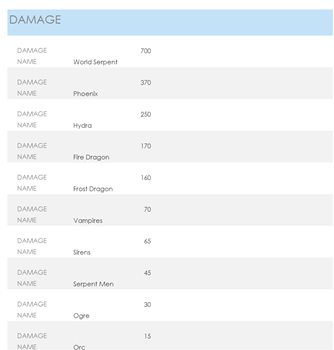 DAMAGE
DAMAGE 700
NAME World Serpent
DAMAGE 370
NAME Phoenix
DAMAGE 250
NAME Hydra
DAMAGE 170
NAME Fire Dragon
DAMAGE 160
NAME Frost Dragon
DAMAGE 70
NAME Vampires
DAMAGE 65
NAME Sirens
DAMAGE 45
NAME Serpent Men
DAMAGE 30
NAME Ogre
DAMAGE 15
NAME Orc